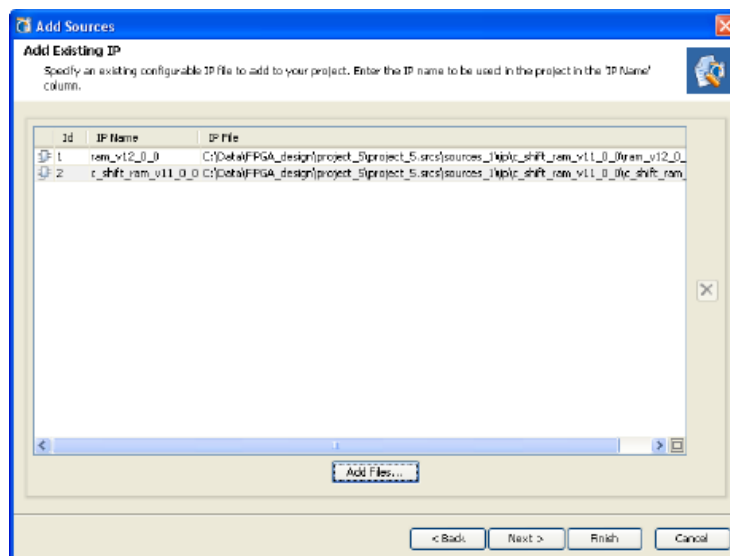 Add Sources
Add Existing IP
Specify an existing configurable IP file to add to your project. Enter the IP name to be used in the project in the 'IP Name'
column.
Id IP Name IP File
1 ram_v12_0_0 C:\Data\FPGA_design\project_5\project_5.srcs\sources_1\ip\c_shift_ram_v11_0_0\ram_v12_0_
2 c_shift_ram_v11_0_0 C:\Data\FPGA_design\project_5\project_5.srcs\sources_1\ip\c_shift_ram_v11_0_0\c_shift_ram_
Add Files...
< Back Next > Finish Cancel